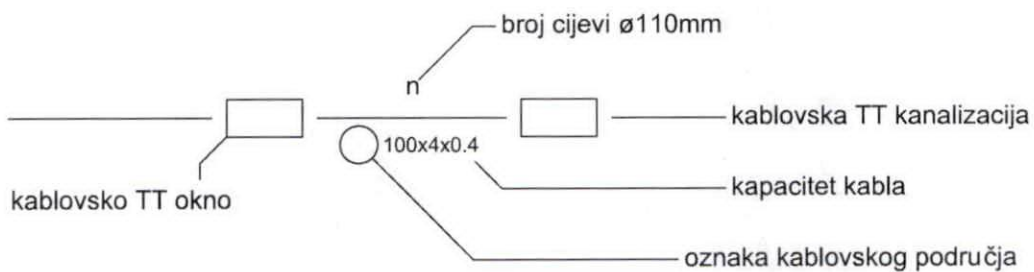 broj cijevi ø110mm
n
kablovska TT kanalizacija
100x4x0.4
kapacitet kabla
kablovsko TT okno
oznaka kablovskog područja